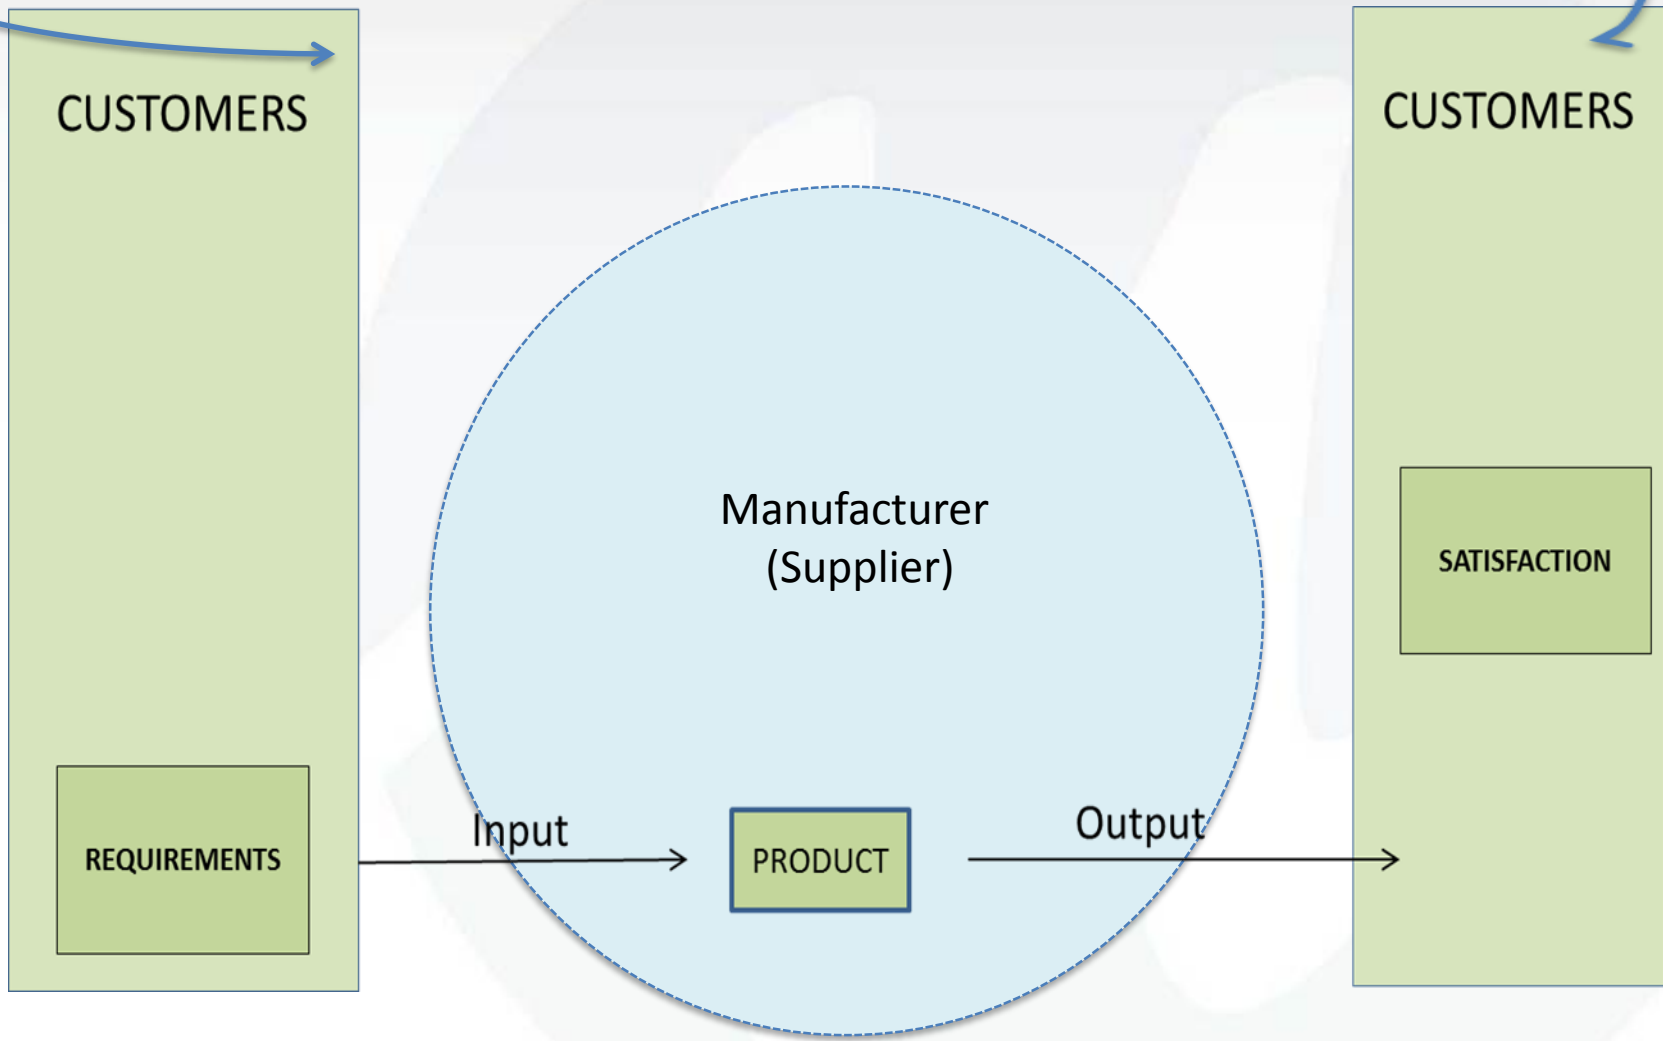 CUSTOMERS
CUSTOMERS
Manufacturer
(Supplier)
SATISFACTION
REQUIREMENTS
Input
PRODUCT
Output